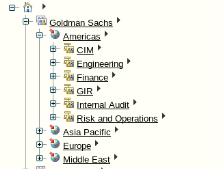 Goldman Sachs
Americas
CIM
Engineering
Finance
GIR
Internal Audit
Risk and Operations
Asia Pacific
Europe
Middle East